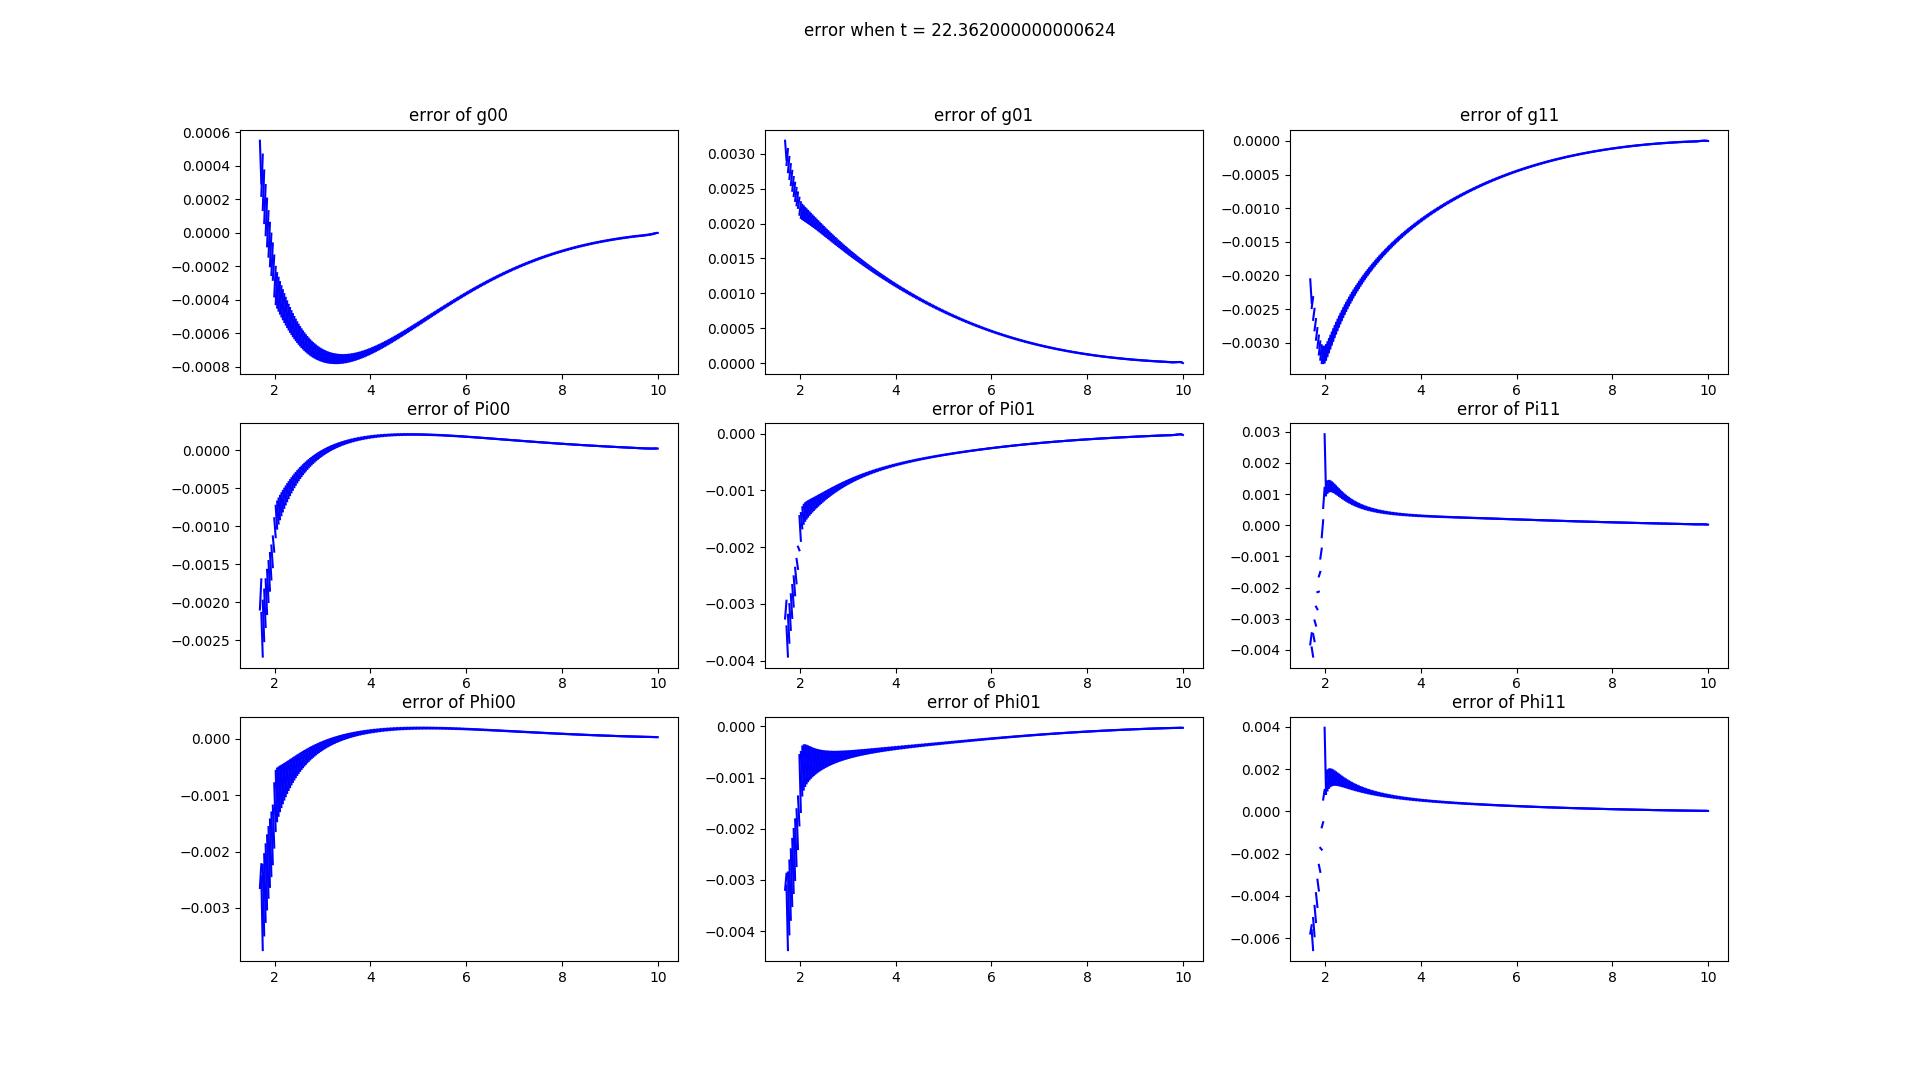 error when t = 22.362000000000624
error of g00
0.0006
0.0004
0.0002
0.0000
−0.0002
−0.0004
−0.0006
−0.0008
2 4 6 8 10
error of g01
0.0030
0.0025
0.0020
0.0015
0.0010
0.0005
0.0000
2 4 6 8 10
error of g11
0.0000
−0.0005
−0.0010
−0.0015
−0.0020
−0.0025
−0.0030
2 4 6 8 10
error of Pi00
0.0000
−0.0005
−0.0010
−0.0015
−0.0020
−0.0025
2 4 6 8 10
error of Pi01
0.000
−0.001
−0.002
−0.003
−0.004
2 4 6 8 10
error of Pi11
0.003
0.002
0.001
0.000
−0.001
−0.002
−0.003
−0.004
2 4 6 8 10
error of Phi00
0.000
−0.001
−0.002
−0.003
2 4 6 8 10
error of Phi01
0.000
−0.001
−0.002
−0.003
−0.004
2 4 6 8 10
error of Phi11
0.004
0.002
0.000
−0.002
−0.004
−0.006
2 4 6 8 10